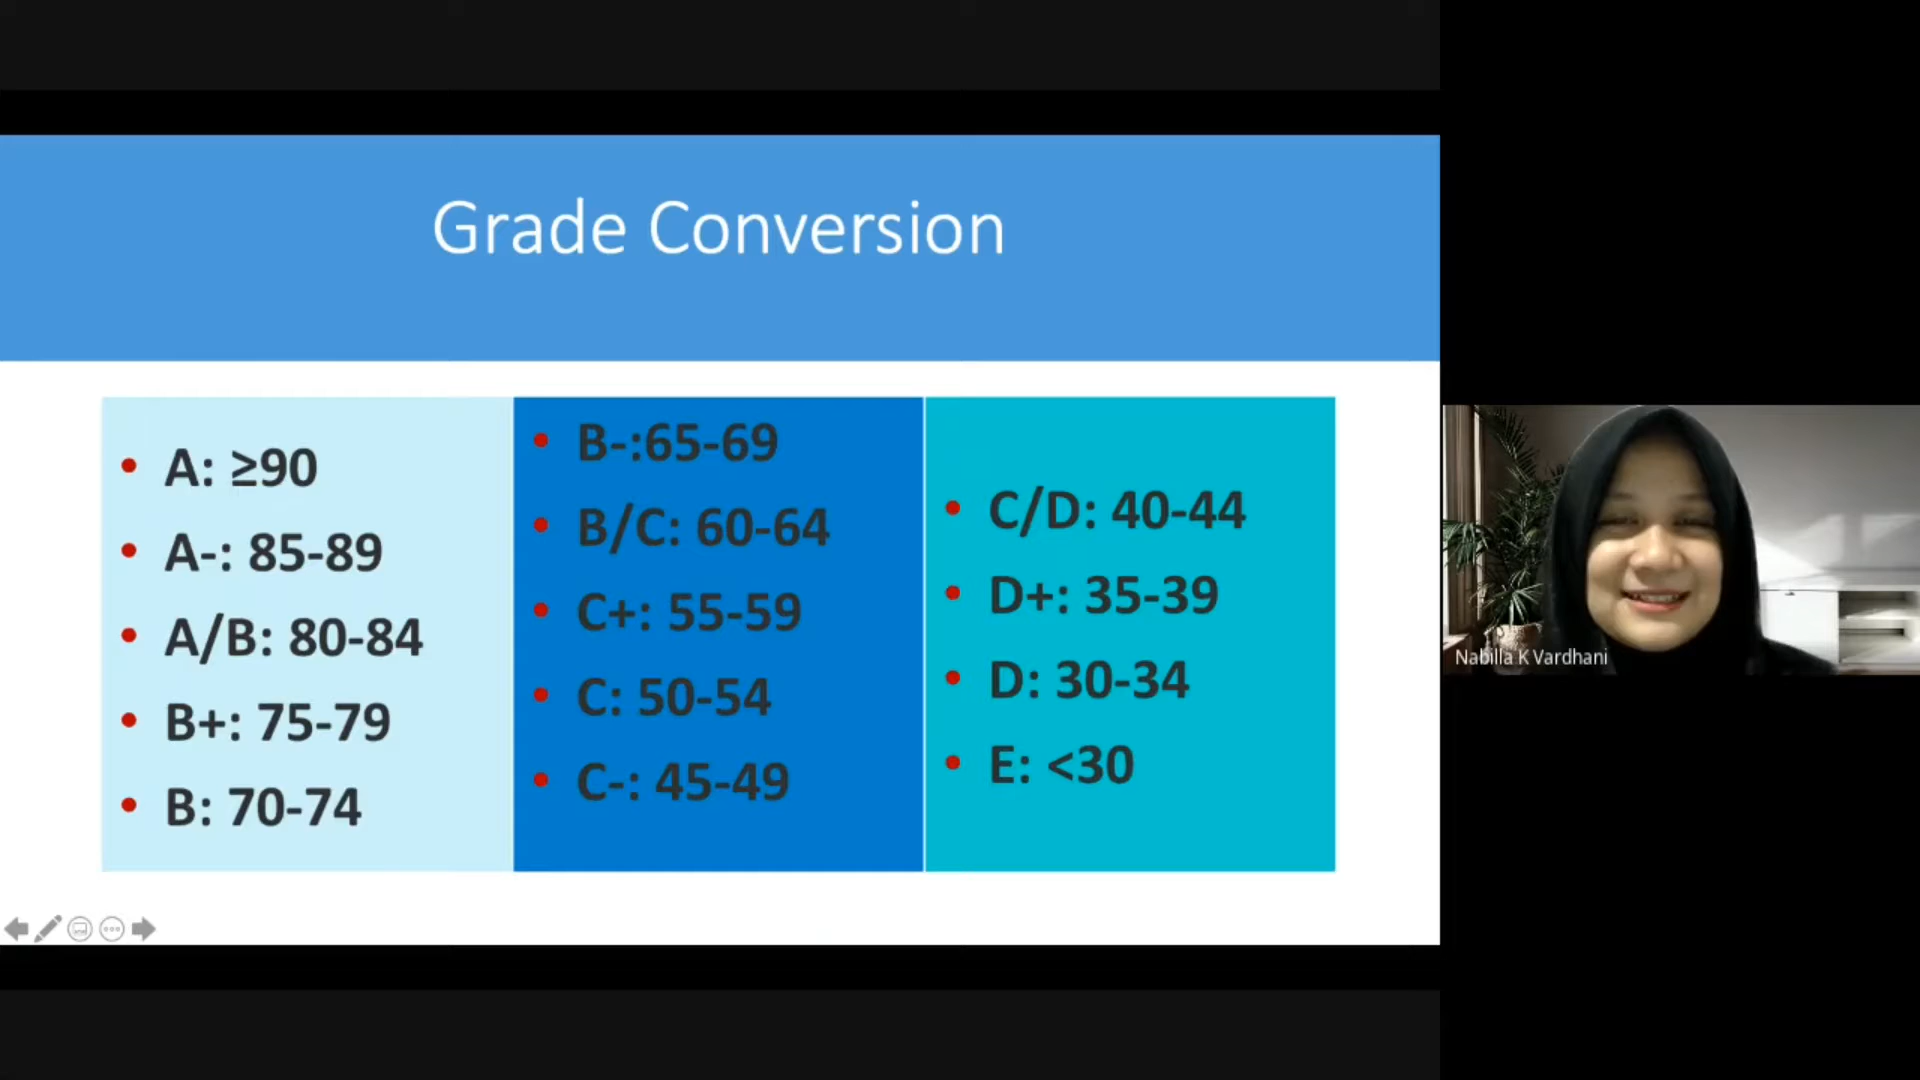 Grade Conversion
A: ≥90
A-: 85-89
A/B: 80-84
B+: 75-79
B: 70-74
B-:65-69
B/C: 60-64
C+: 55-59
C: 50-54
C-: 45-49
C/D: 40-44
D+: 35-39
D: 30-34
E: <30
Nabilla K Vardhani